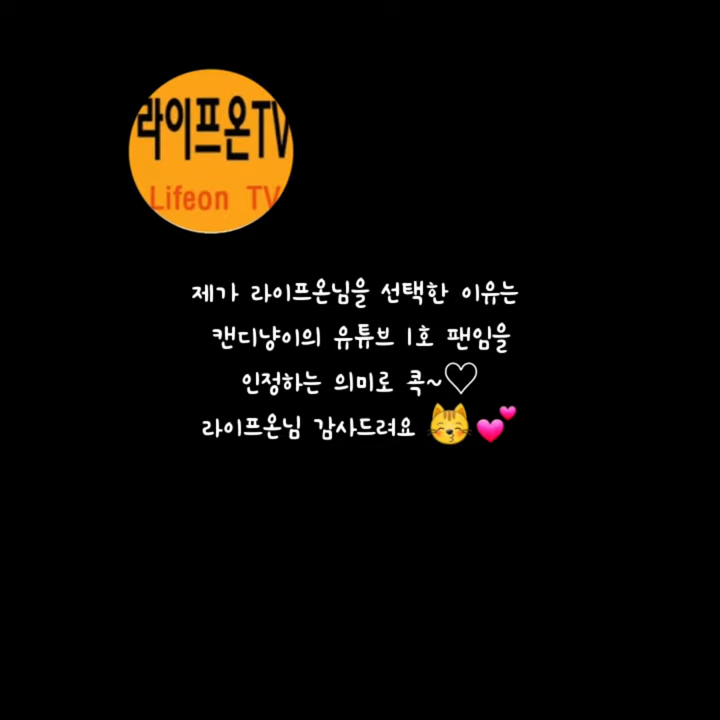 라이프온TV
Lifeon TV
제가 라이프온님을 선택한 이유는
캔디냥이의 유튜브 1호 팬임을
인정하는 의미로 콕~♡
라이프온님 감사드려요 😽💕